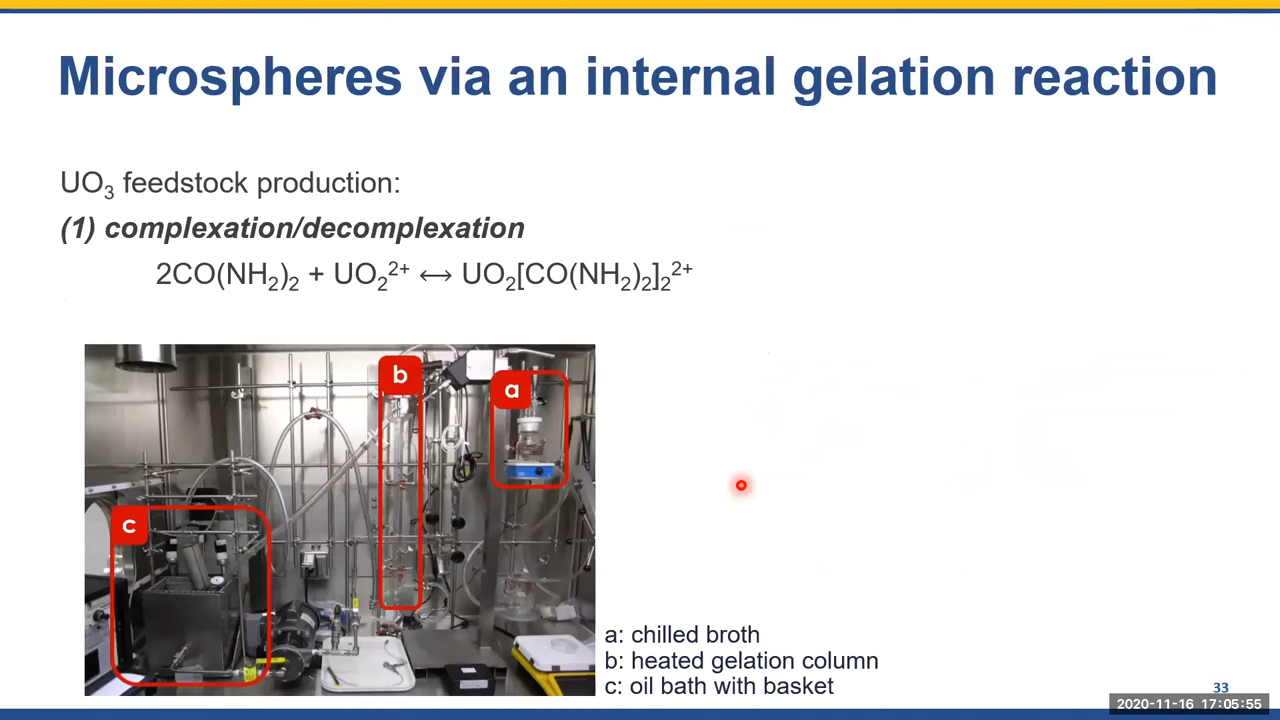 Microspheres via an internal gelation reaction
UO₃ feedstock production:
(1) complexation/decomplexation
2CO(NH₂)₂ + UO₂²⁺ ⟷ UO₂[CO(NH₂)₂]₂²⁺
b
a
c
a: chilled broth
b: heated gelation column
c: oil bath with basket
33
2020-11-16 17:05:55